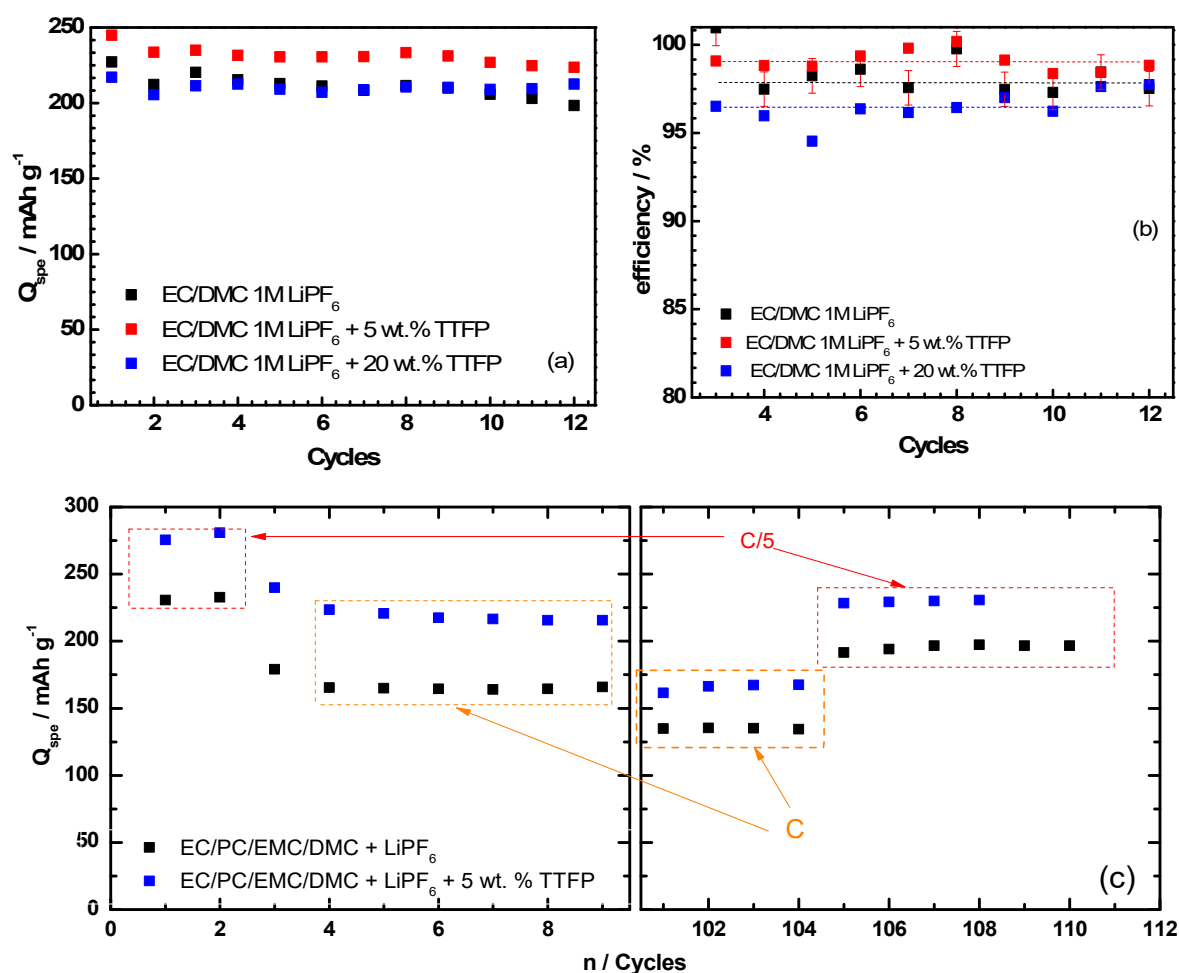 250
200
150
100
50
0
Q_spe / mAh g⁻¹
EC/DMC 1M LiPF₆
EC/DMC 1M LiPF₆ + 5 wt.% TTFP
EC/DMC 1M LiPF₆ + 20 wt.% TTFP
(a)
2 4 6 8 10 12
Cycles
100
95
90
85
80
efficiency / %
(b)
EC/DMC 1M LiPF₆
EC/DMC 1M LiPF₆ + 5 wt.% TTFP
EC/DMC 1M LiPF₆ + 20 wt.% TTFP
4 6 8 10 12
Cycles
300
250
200
150
100
50
0
Q_spe / mAh g⁻¹
C/5
C
EC/PC/EMC/DMC + LiPF₆
EC/PC/EMC/DMC + LiPF₆ + 5 wt. % TTFP
(c)
0 2 4 6 8 102 104 106 108 110 112
n / Cycles